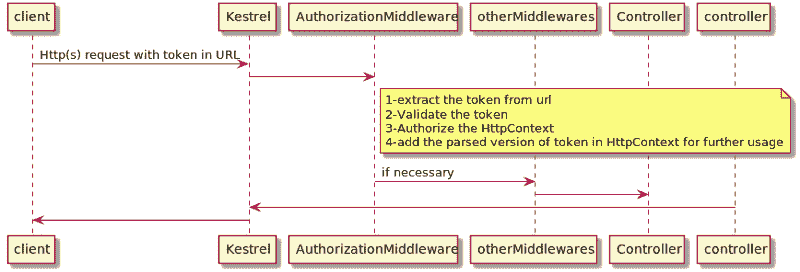 client
Kestrel
AuthorizationMiddleware
otherMiddlewares
Controller
controller
Http(s) request with token in URL
1-extract the token from url
2-Validate the token
3-Authorize the HttpContext
4-add the parsed version of token in HttpContext for further usage
if necessary
client
Kestrel
AuthorizationMiddleware
otherMiddlewares
Controller
controller